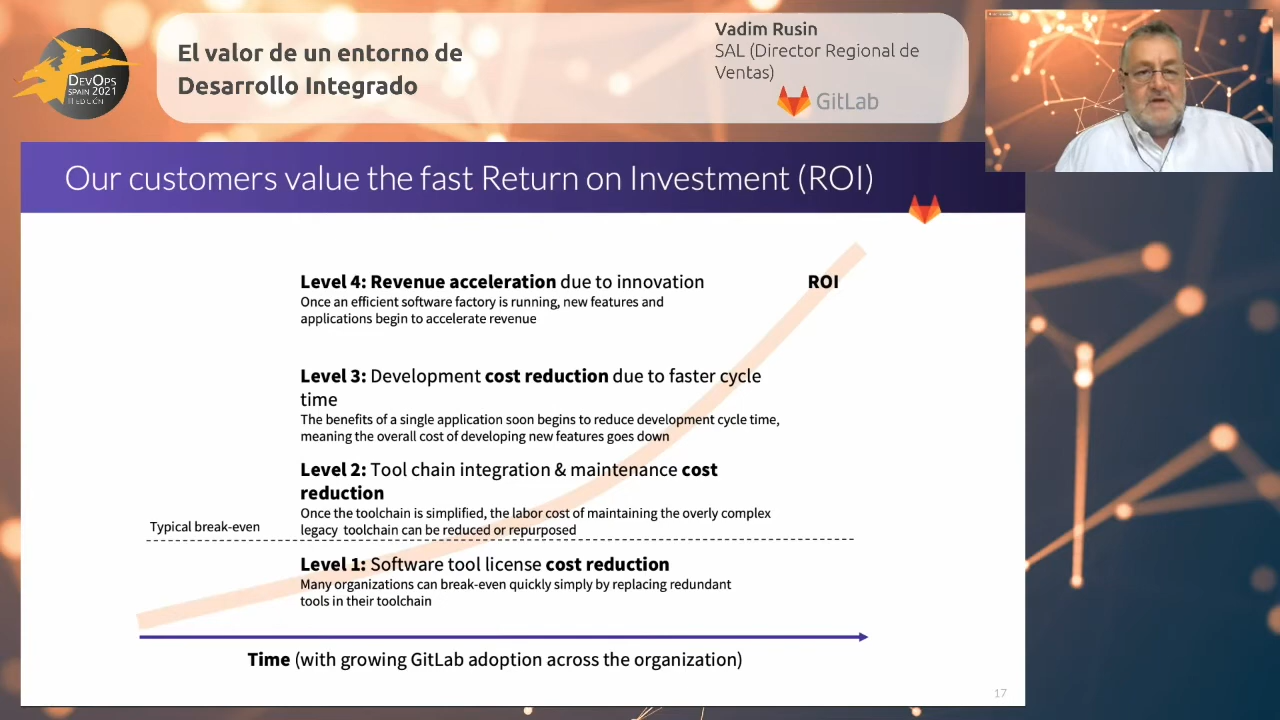 DEVOPS
SPAIN 2021
II EDICIÓN
El valor de un entorno de
Desarrollo Integrado
Vadim Rusin
SAL (Director Regional de
Ventas)
GitLab
Our customers value the fast Return on Investment (ROI)
Level 4: Revenue acceleration due to innovation
ROI
Once an efficient software factory is running, new features and
applications begin to accelerate revenue
Level 3: Development cost reduction due to faster cycle
time
The benefits of a single application soon begins to reduce development cycle time,
meaning the overall cost of developing new features goes down
Level 2: Tool chain integration & maintenance cost
reduction
Once the toolchain is simplified, the labor cost of maintaining the overly complex
legacy toolchain can be reduced or repurposed
Typical break-even
Level 1: Software tool license cost reduction
Many organizations can break-even quickly simply by replacing redundant
tools in their toolchain
Time (with growing GitLab adoption across the organization)
17